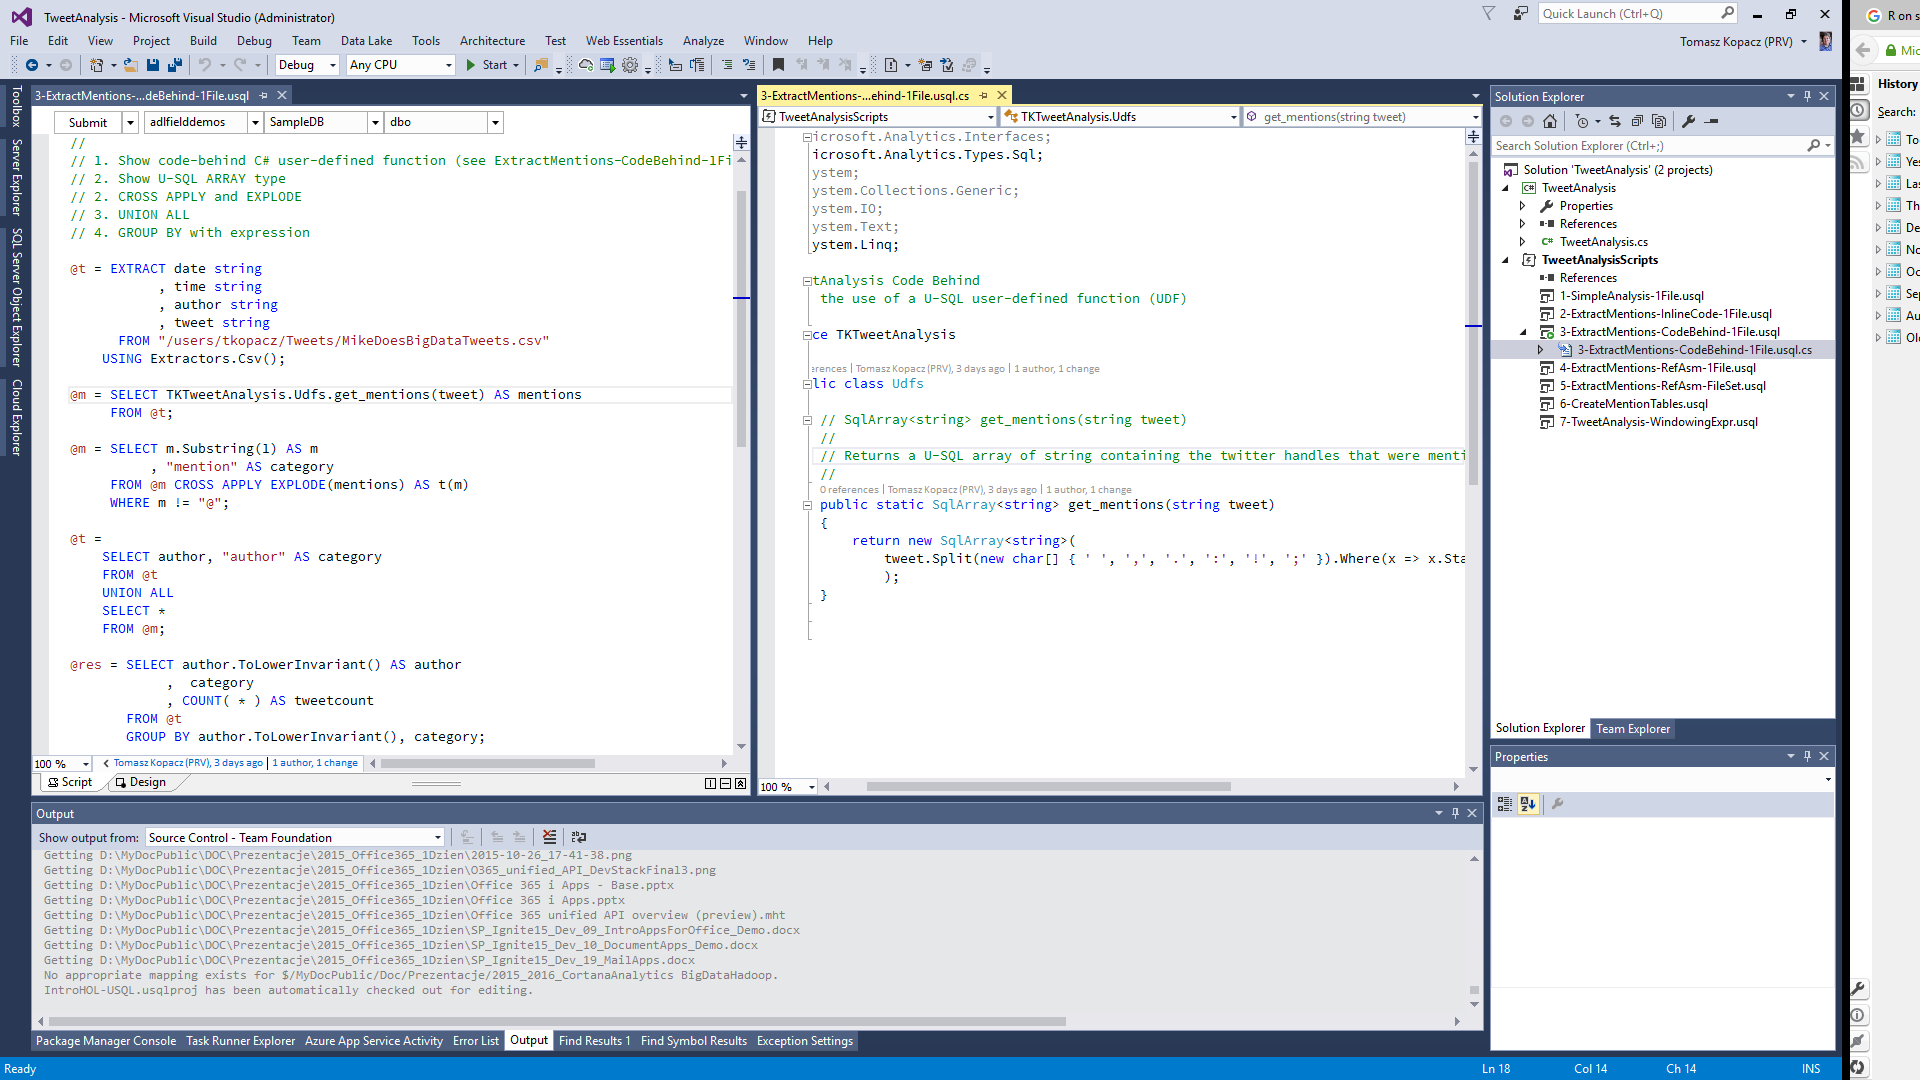 TweetAnalysis - Microsoft Visual Studio (Administrator)
Quick Launch (Ctrl+Q)
R on s
File Edit View Project Build Debug Team Data Lake Tools Architecture Test Web Essentials Analyze Window Help
Tomasz Kopacz (PRV)
Mic
Debug Any CPU Start
History
Search:
To
Yes
Las
Th
De
No
Oc
Sep
Au
Old
Toolbox
Server Explorer
SQL Server Object Explorer
Cloud Explorer
3-ExtractMentions-...deBehind-1File.usql
Submit adlfielddemos SampleDB dbo
//
// 1. Show code-behind C# user-defined function (see ExtractMentions-CodeBehind-1Fi
// 2. Show U-SQL ARRAY type
// 2. CROSS APPLY and EXPLODE
// 3. UNION ALL
// 4. GROUP BY with expression
@t = EXTRACT date string
, time string
, author string
, tweet string
FROM "/users/tkopacz/Tweets/MikeDoesBigDataTweets.csv"
USING Extractors.Csv();
@m = SELECT TKTweetAnalysis.Udfs.get_mentions(tweet) AS mentions
FROM @t;
@m = SELECT m.Substring(1) AS m
, "mention" AS category
FROM @m CROSS APPLY EXPLODE(mentions) AS t(m)
WHERE m != "@";
@t =
SELECT author, "author" AS category
FROM @t
UNION ALL
SELECT *
FROM @m;
@res = SELECT author.ToLowerInvariant() AS author
, category
, COUNT( * ) AS tweetcount
FROM @t
GROUP BY author.ToLowerInvariant(), category;
100 % Tomasz Kopacz (PRV), 3 days ago | 1 author, 1 change
Script Design
3-ExtractMentions-...ehind-1File.usql.cs
TweetAnalysisScripts TKTweetAnalysis.Udfs get_mentions(string tweet)
icrosoft.Analytics.Interfaces;
icrosoft.Analytics.Types.Sql;
ystem;
ystem.Collections.Generic;
ystem.IO;
ystem.Text;
ystem.Linq;
tAnalysis Code Behind
the use of a U-SQL user-defined function (UDF)
ce TKTweetAnalysis
erences | Tomasz Kopacz (PRV), 3 days ago | 1 author, 1 change
lic class Udfs
// SqlArray<string> get_mentions(string tweet)
//
// Returns a U-SQL array of string containing the twitter handles that were menti
//
0 references | Tomasz Kopacz (PRV), 3 days ago | 1 author, 1 change
public static SqlArray<string> get_mentions(string tweet)
{
return new SqlArray<string>(
tweet.Split(new char[] { ' ', ',', '.', ':', '!', ';' }).Where(x => x.Sta
);
}
100 %
Solution Explorer
Search Solution Explorer (Ctrl+;)
Solution 'TweetAnalysis' (2 projects)
TweetAnalysis
Properties
References
TweetAnalysis.cs
TweetAnalysisScripts
References
1-SimpleAnalysis-1File.usql
2-ExtractMentions-InlineCode-1File.usql
3-ExtractMentions-CodeBehind-1File.usql
3-ExtractMentions-CodeBehind-1File.usql.cs
4-ExtractMentions-RefAsm-1File.usql
5-ExtractMentions-RefAsm-FileSet.usql
6-CreateMentionTables.usql
7-TweetAnalysis-WindowingExpr.usql
Solution Explorer Team Explorer
Properties
Output
Show output from: Source Control - Team Foundation
Getting D:\MyDocPublic\DOC\Prezentacje\2015_Office365_1Dzien\2015-10-26_17-41-38.png
Getting D:\MyDocPublic\DOC\Prezentacje\2015_Office365_1Dzien\O365_unified_API_DevStackFinal3.png
Getting D:\MyDocPublic\DOC\Prezentacje\2015_Office365_1Dzien\Office 365 i Apps - Base.pptx
Getting D:\MyDocPublic\DOC\Prezentacje\2015_Office365_1Dzien\Office 365 i Apps.pptx
Getting D:\MyDocPublic\DOC\Prezentacje\2015_Office365_1Dzien\Office 365 unified API overview (preview).mht
Getting D:\MyDocPublic\DOC\Prezentacje\2015_Office365_1Dzien\SP_Ignite15_Dev_09_IntroAppsForOffice_Demo.docx
Getting D:\MyDocPublic\DOC\Prezentacje\2015_Office365_1Dzien\SP_Ignite15_Dev_10_DocumentApps_Demo.docx
Getting D:\MyDocPublic\DOC\Prezentacje\2015_Office365_1Dzien\SP_Ignite15_Dev_19_MailApps.docx
No appropriate mapping exists for $/MyDocPublic/Doc/Prezentacje/2015_2016_CortanaAnalytics BigDataHadoop.
IntroHOL-USQL.usqlproj has been automatically checked out for editing.
Package Manager Console Task Runner Explorer Azure App Service Activity Error List Output Find Results 1 Find Symbol Results Exception Settings
Ready Ln 18 Col 14 Ch 14 INS